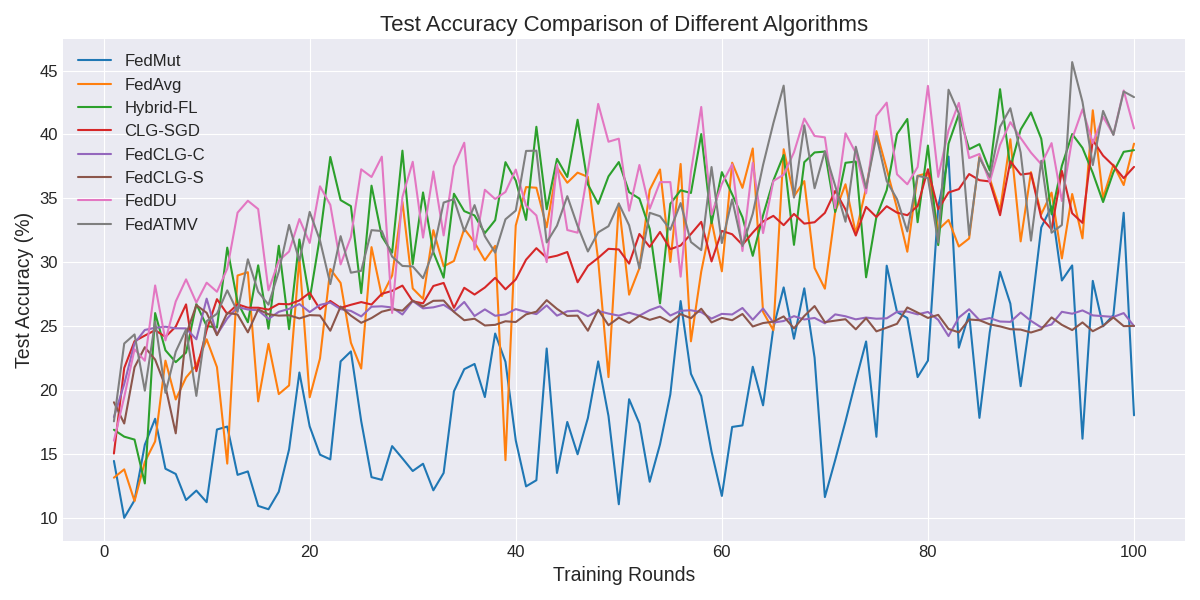 Test Accuracy Comparison of Different Algorithms
FedMut
FedAvg
Hybrid-FL
CLG-SGD
FedCLG-C
FedCLG-S
FedDU
FedATMV
Test Accuracy (%)
45
40
35
30
25
20
15
10
0 20 40 60 80 100
Training Rounds